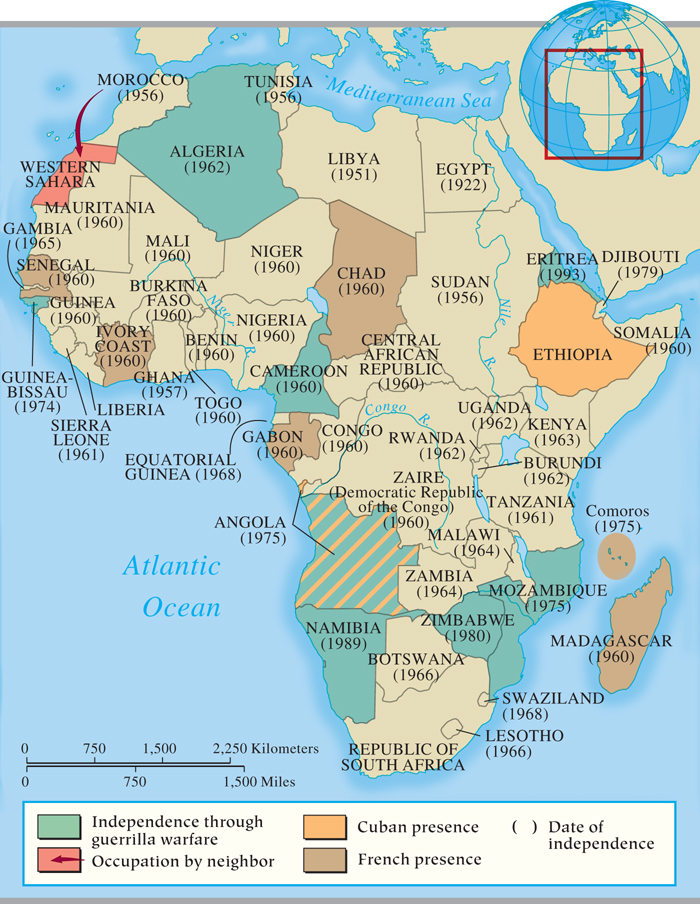 MOROCCO
(1956)
TUNISIA
(1956)
Mediterranean Sea
ALGERIA
(1962)
LIBYA
(1951)
EGYPT
(1922)
WESTERN
SAHARA
MAURITANIA
(1960)
GAMBIA
(1965)
MALI
(1960)
NIGER
(1960)
CHAD
(1960)
SUDAN
(1956)
ERITREA
(1993)
DJIBOUTI
(1979)
SENEGAL
(1960)
GUINEA
(1960)
BURKINA
FASO
(1960)
Niger
R.
Nile
R.
NIGERIA
(1960)
IVORY
COAST
(1960)
BENIN
(1960)
CENTRAL
AFRICAN
REPUBLIC
(1960)
ETHIOPIA
SOMALIA
(1960)
GUINEA-
BISSAU
(1974)
GHANA
(1957)
CAMEROON
(1960)
LIBERIA
TOGO
(1960)
SIERRA
LEONE
(1961)
Congo R.
UGANDA
(1962)
KENYA
(1963)
GABON
(1960)
CONGO
(1960)
RWANDA
(1962)
EQUATORIAL
GUINEA (1968)
BURUNDI
(1962)
ZAIRE
(Democratic Republic
of the Congo)
(1960)
TANZANIA
(1961)
Comoros
(1975)
ANGOLA
(1975)
MALAWI
(1964)
Atlantic
Ocean
ZAMBIA
(1964)
MOZAMBIQUE
(1975)
NAMIBIA
(1989)
ZIMBABWE
(1980)
MADAGASCAR
(1960)
BOTSWANA
(1966)
SWAZILAND
(1968)
LESOTHO
(1966)
REPUBLIC OF
SOUTH AFRICA
0 750 1,500 2,250 Kilometers
0 750 1,500 Miles
Independence through
guerrilla warfare
Occupation by neighbor
Cuban presence
French presence
( ) Date of
independence